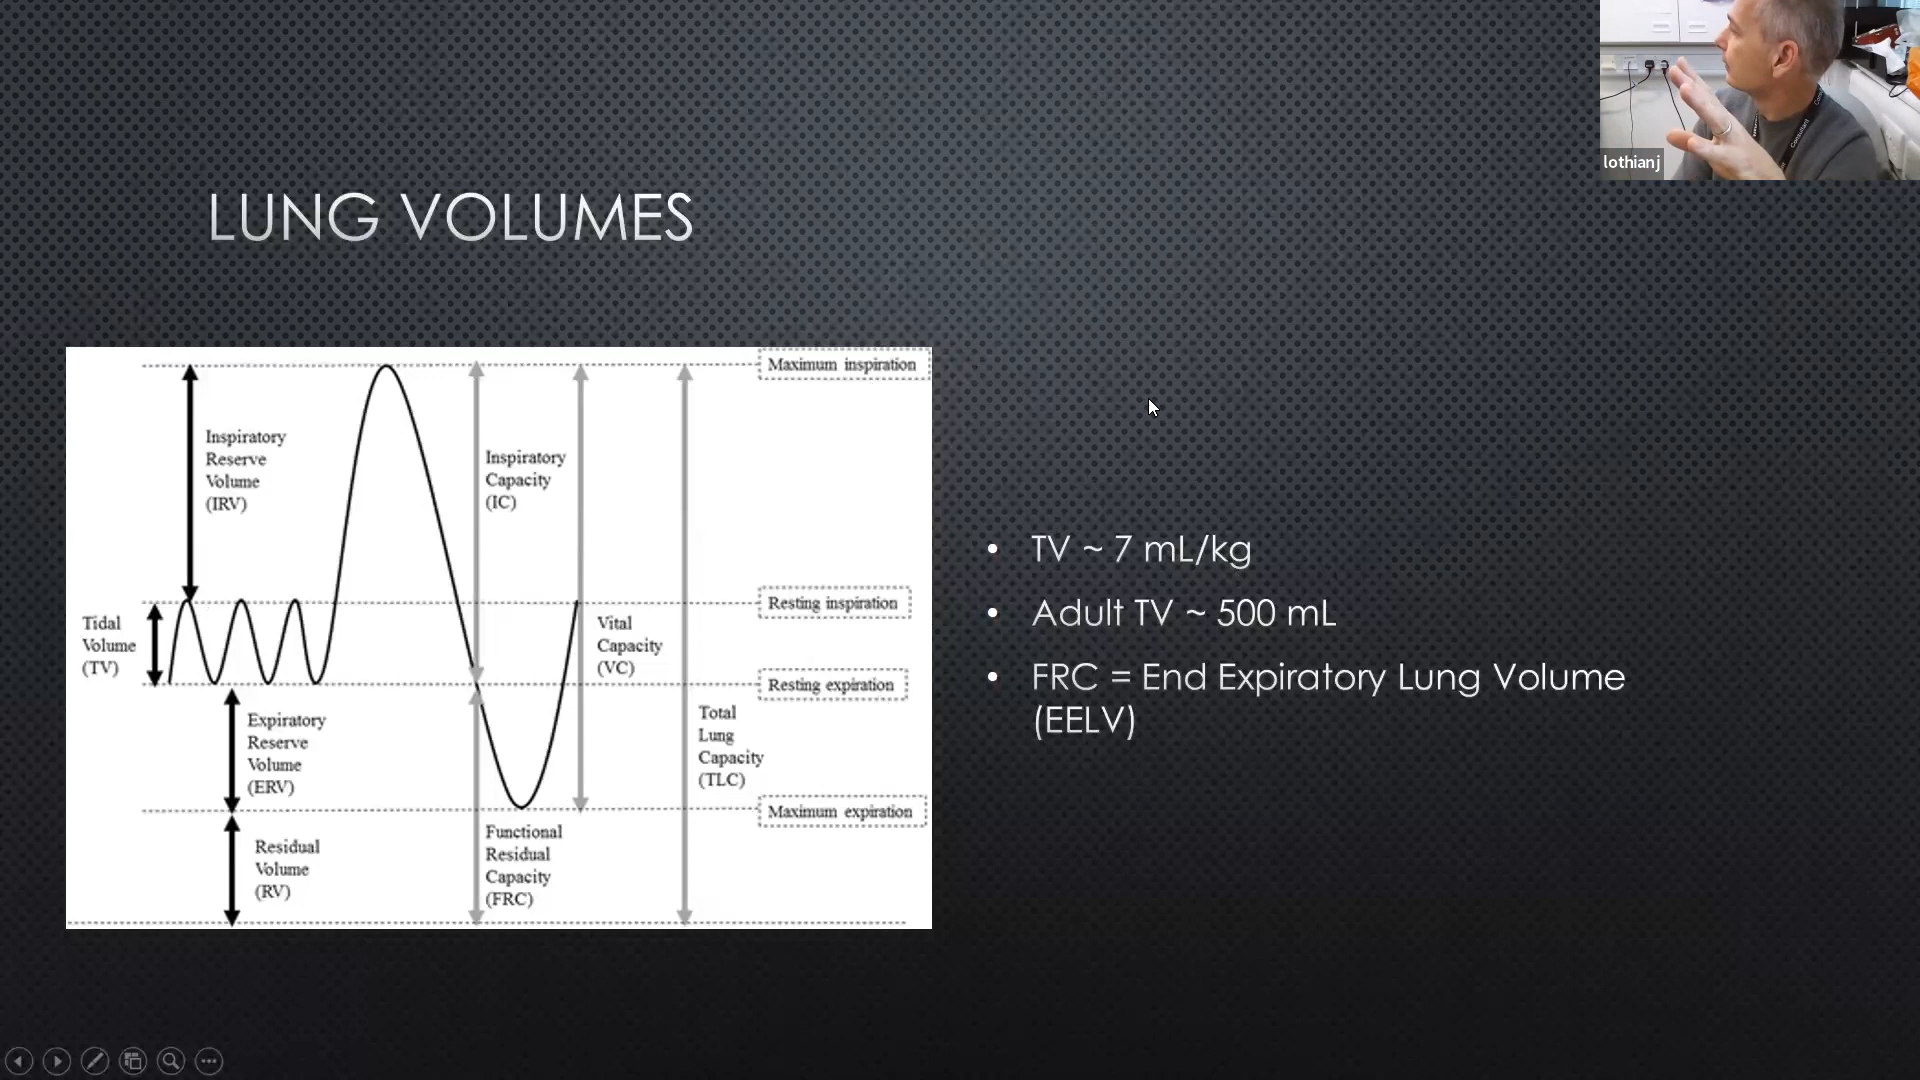 lothianj
Consultant
LUNG VOLUMES
Maximum inspiration
Inspiratory
Reserve
Volume
(IRV)
Inspiratory
Capacity
(IC)
Resting inspiration
Tidal
Volume
(TV)
Vital
Capacity
(VC)
Resting expiration
Expiratory
Reserve
Volume
(ERV)
Total
Lung
Capacity
(TLC)
Maximum expiration
Residual
Volume
(RV)
Functional
Residual
Capacity
(FRC)
• TV ~ 7 mL/kg
• Adult TV ~ 500 mL
• FRC = End Expiratory Lung Volume
(EELV)